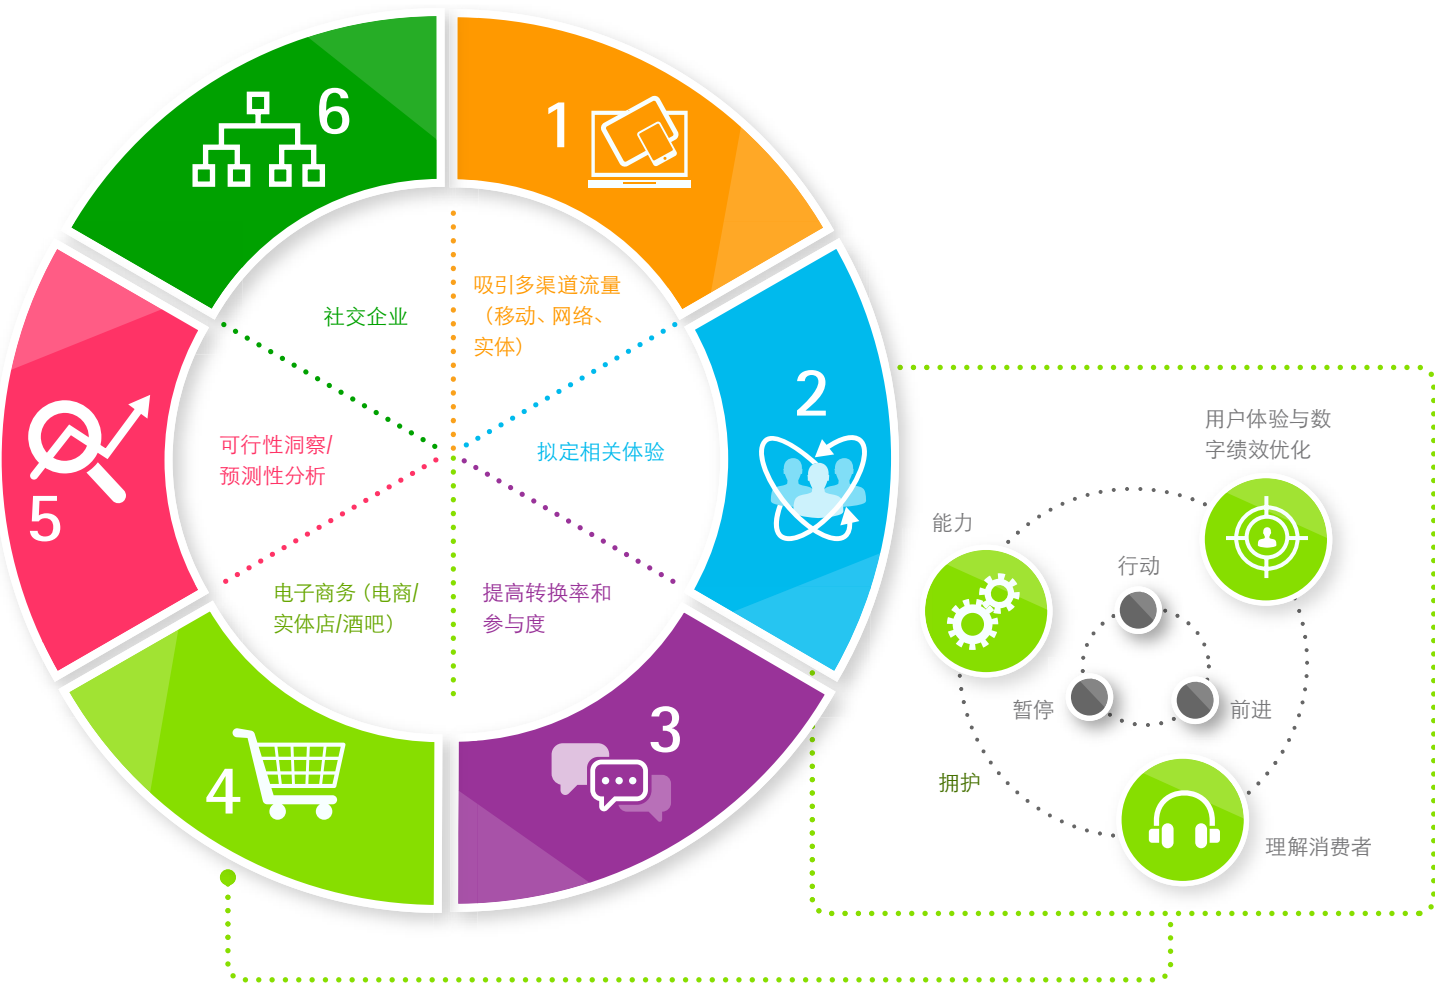 6
1
吸引多渠道流量
（移动、网络、
实体）
社交企业
2
用户体验与数
字绩效优化
可行性洞察/
预测性分析
拟定相关体验
5
能力
行动
电子商务（电商/
实体店/酒吧）
提高转换率和
参与度
暂停
前进
3
4
拥护
理解消费者